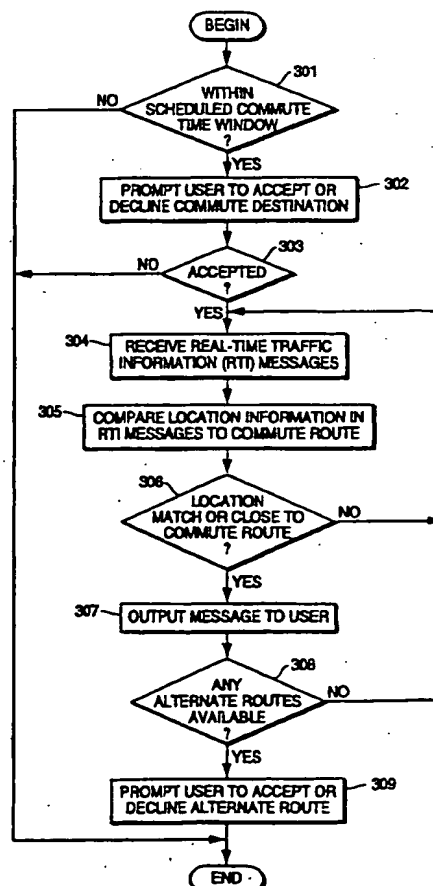 BEGIN
301
WITHIN
SCHEDULED COMMUTE
TIME WINDOW
?
NO
YES
302
PROMPT USER TO ACCEPT OR
DECLINE COMMUTE DESTINATION
303
NO
ACCEPTED
?
YES
304
RECEIVE REAL-TIME TRAFFIC
INFORMATION (RTI) MESSAGES
305
COMPARE LOCATION INFORMATION IN
RTI MESSAGES TO COMMUTE ROUTE
306
LOCATION
MATCH OR CLOSE TO
COMMUTE ROUTE
?
NO
YES
307
OUTPUT MESSAGE TO USER
308
ANY
ALTERNATE ROUTES
AVAILABLE
?
NO
YES
309
PROMPT USER TO ACCEPT OR
DECLINE ALTERNATE ROUTE
END